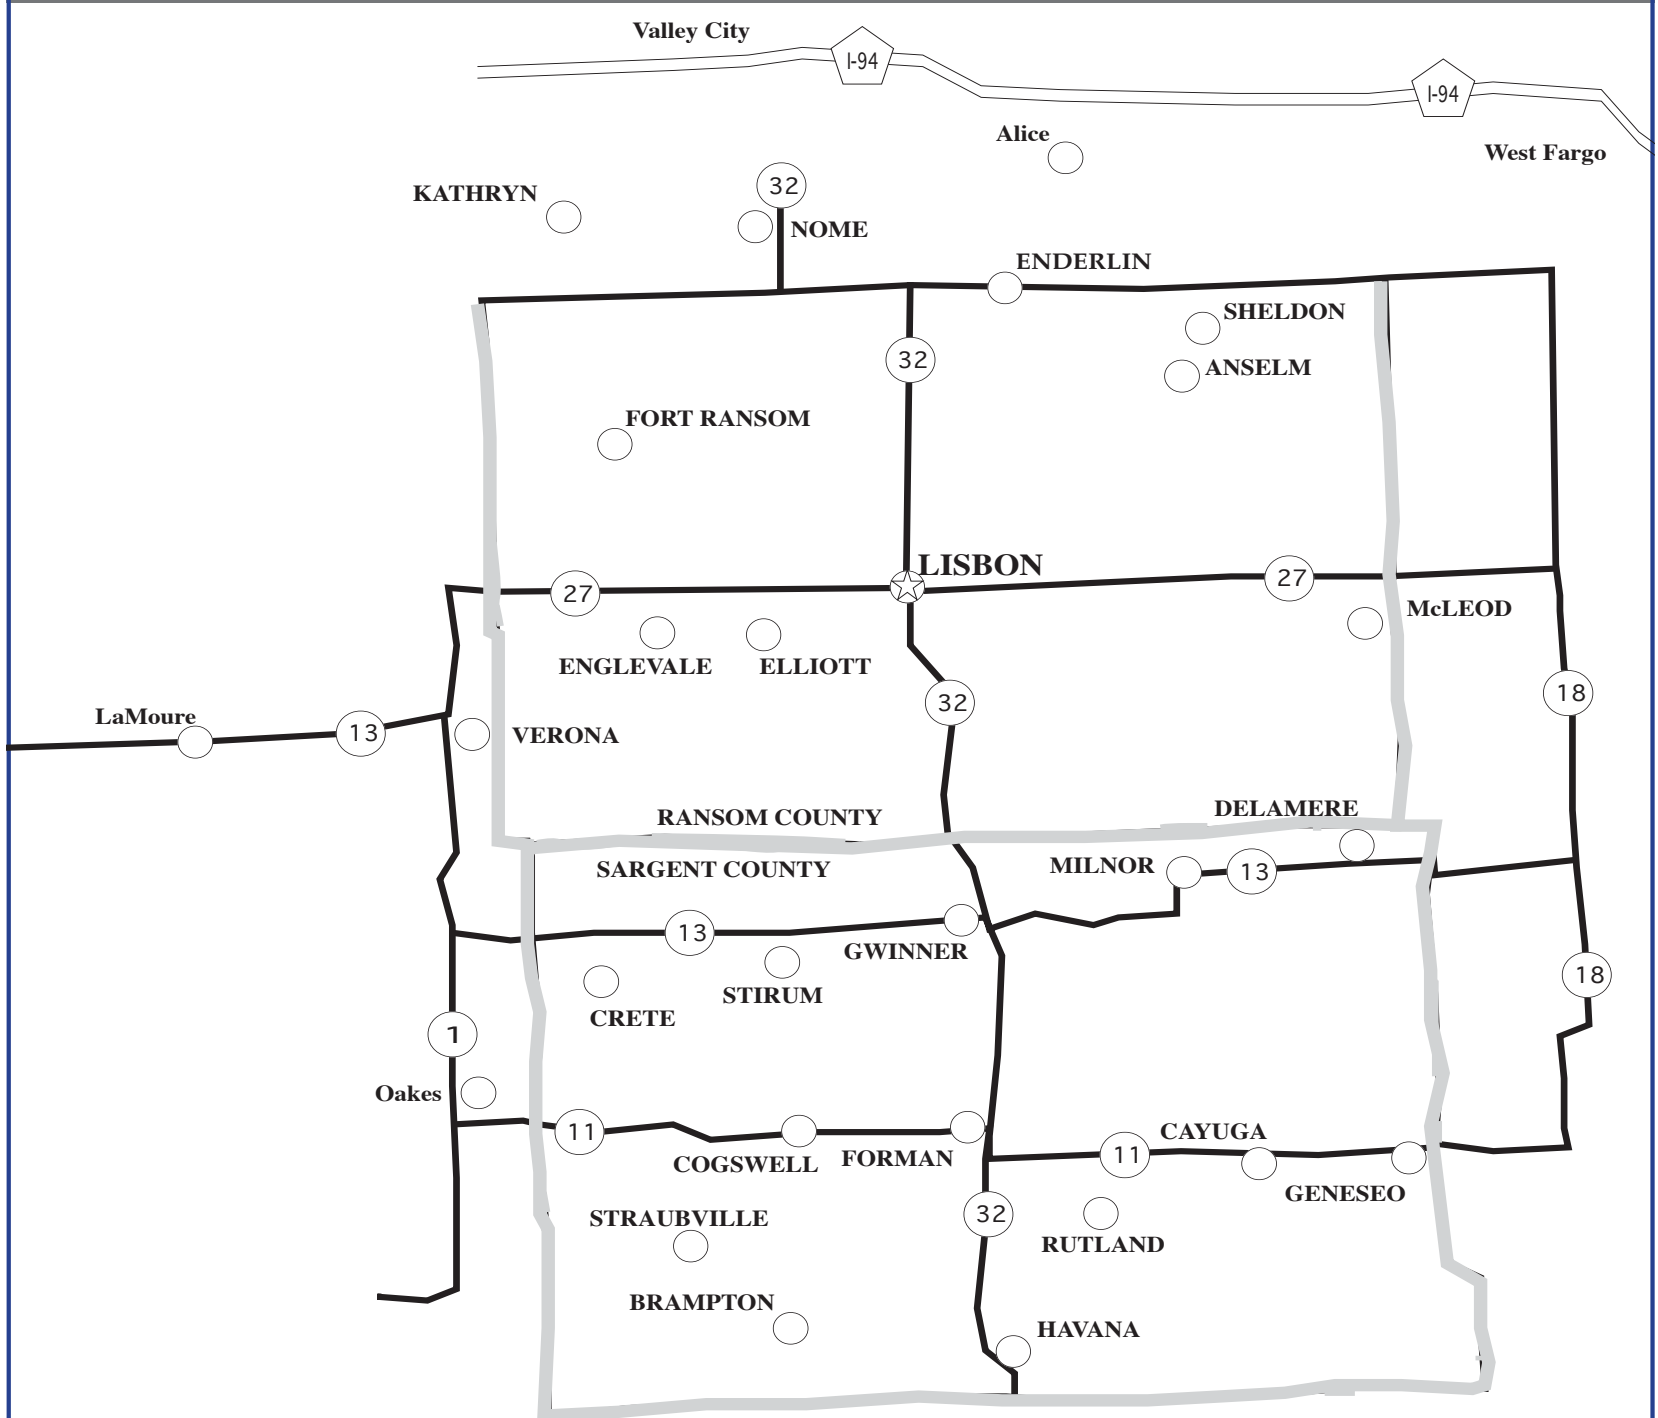 Valley City
I-94
I-94
Alice
West Fargo
32
KATHRYN
NOME
ENDERLIN
SHELDON
32
ANSELM
FORT RANSOM
LISBON
27
27
McLEOD
ENGLEVALE
ELLIOTT
32
18
LaMoure
13
VERONA
RANSOM COUNTY
DELAMERE
SARGENT COUNTY
MILNOR
13
13
GWINNER
18
STIRUM
CRETE
1
Oakes
11
CAYUGA
COGSWELL
FORMAN
11
GENESEO
STRAUBVILLE
32
RUTLAND
BRAMPTON
HAVANA